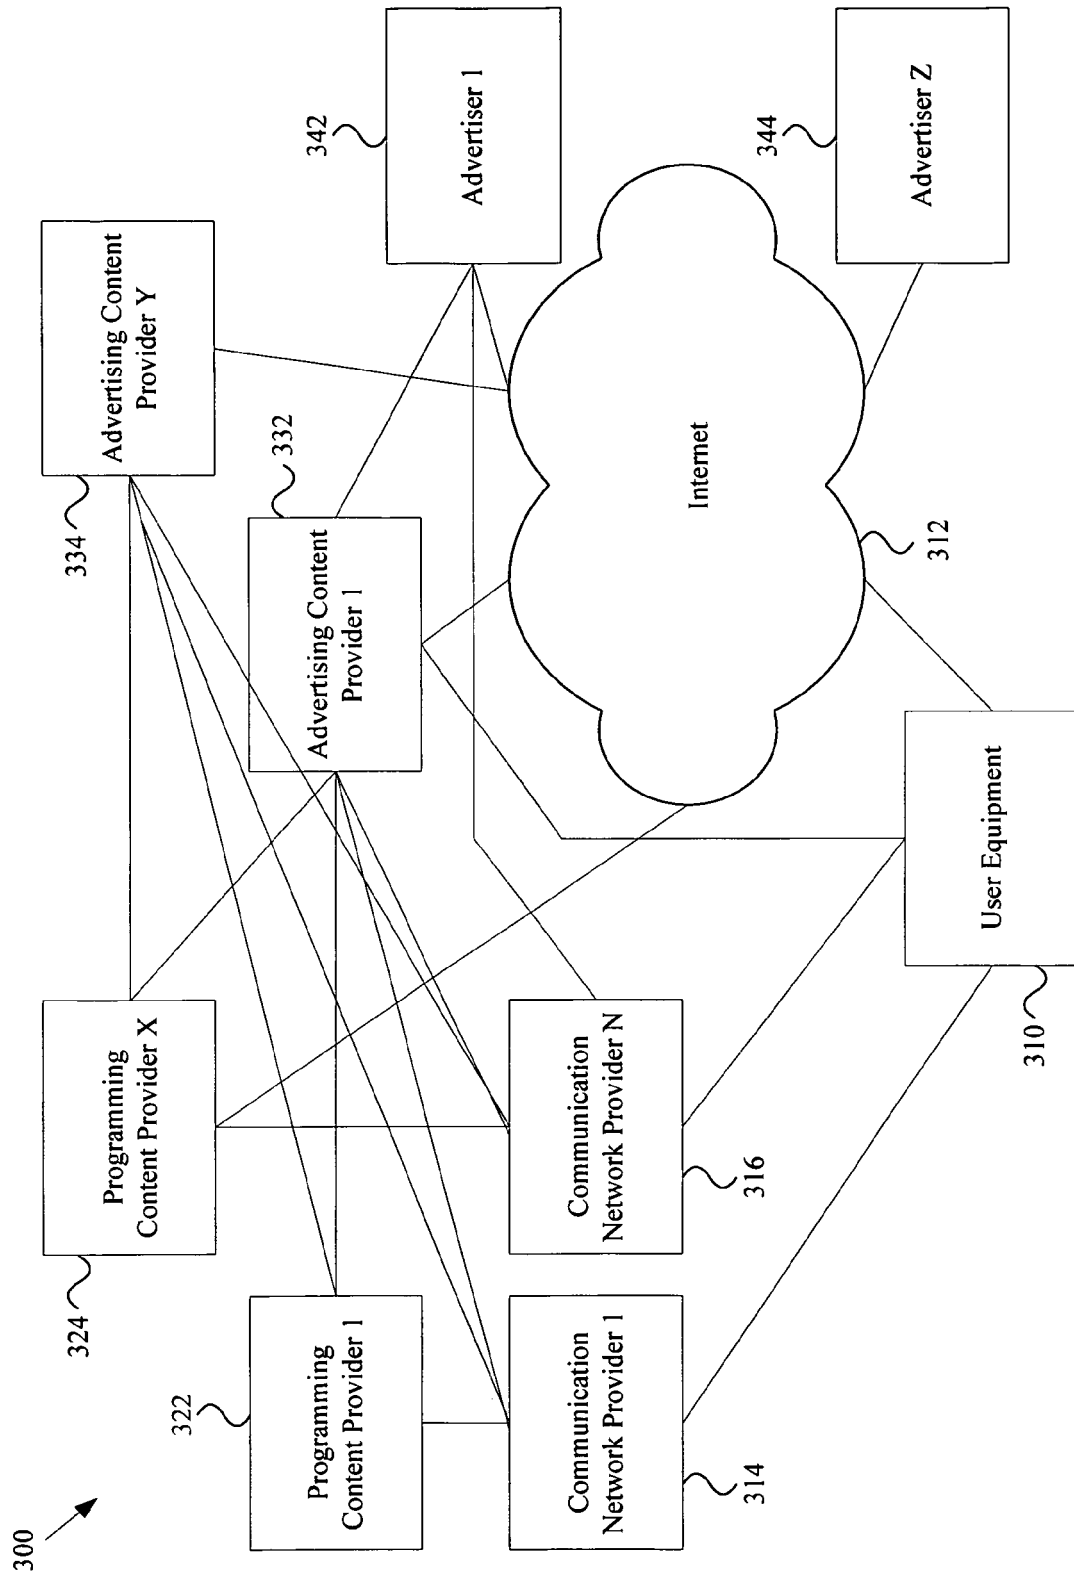 300
324
Programming
Content Provider X
334
Advertising Content
Provider Y
322
Programming
Content Provider 1
332
Advertising Content
Provider 1
342
Advertiser 1
Communication
Network Provider 1
314
Communication
Network Provider N
316
Internet
312
344
Advertiser Z
User Equipment
310